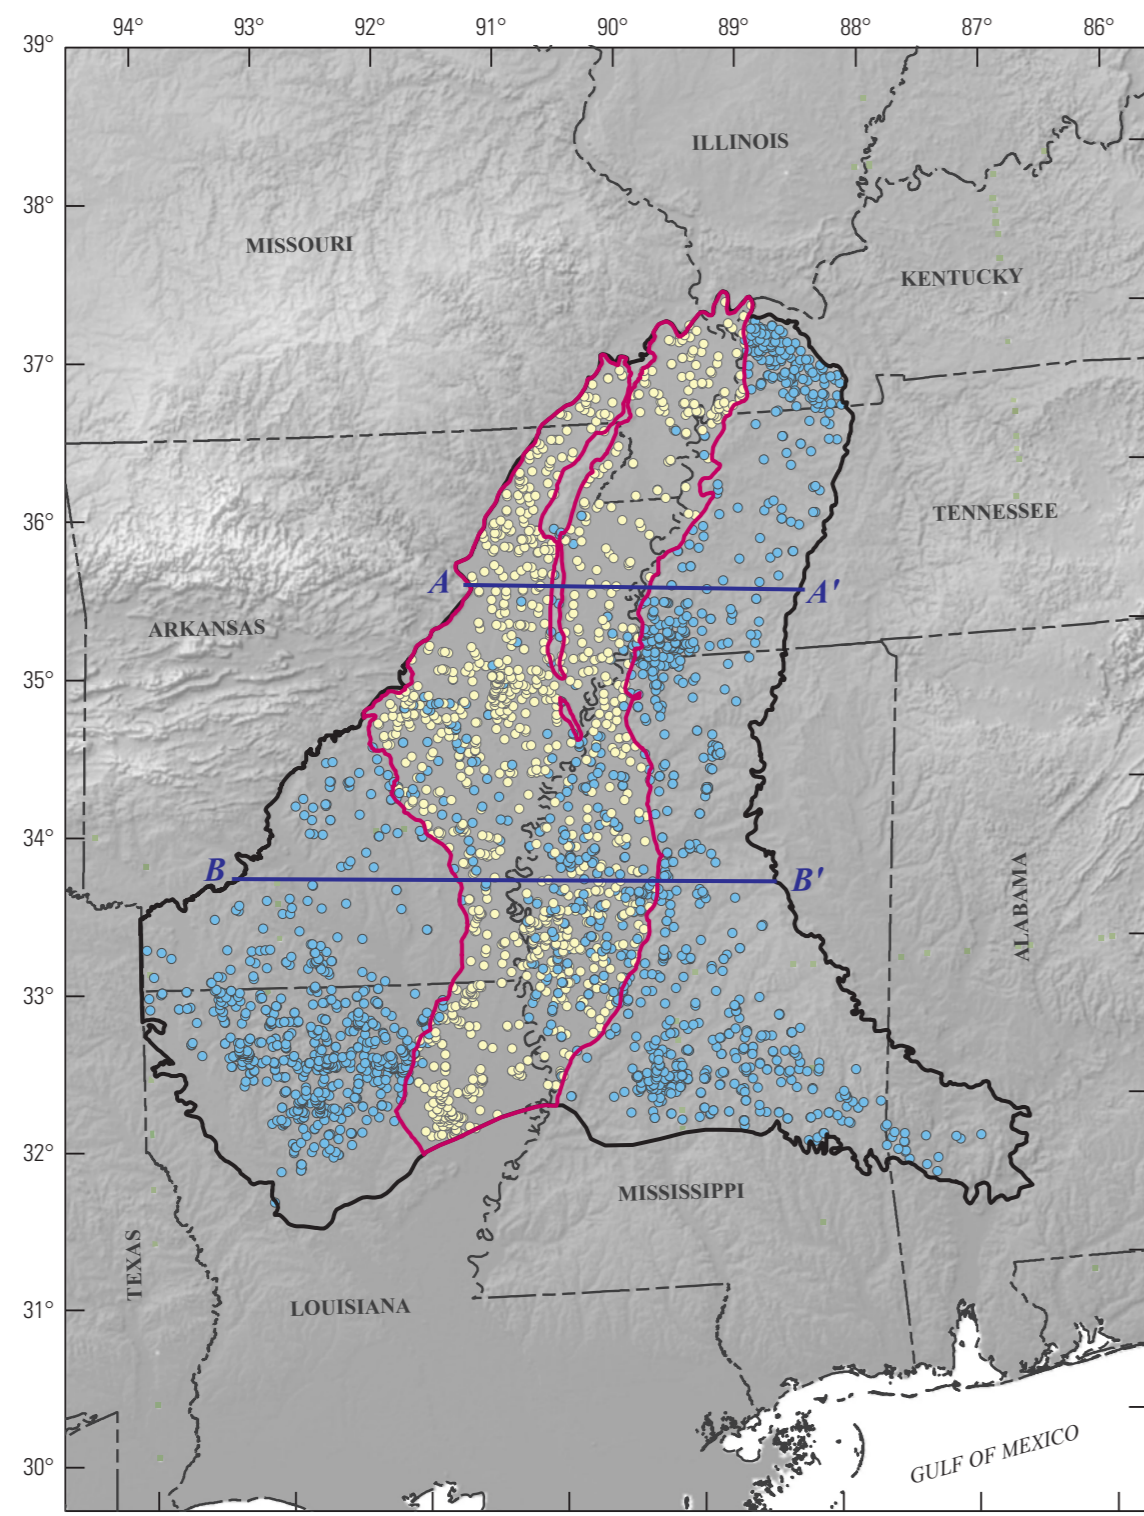 94° 93° 92° 91° 90° 89° 88° 87° 86°
39°
ILLINOIS
38°
MISSOURI
KENTUCKY
37°
36°
TENNESSEE
A A'
ARKANSAS
35°
34°
B B'
ALABAMA
33°
32°
MISSISSIPPI
TEXAS
31°
LOUISIANA
30°
GULF OF MEXICO